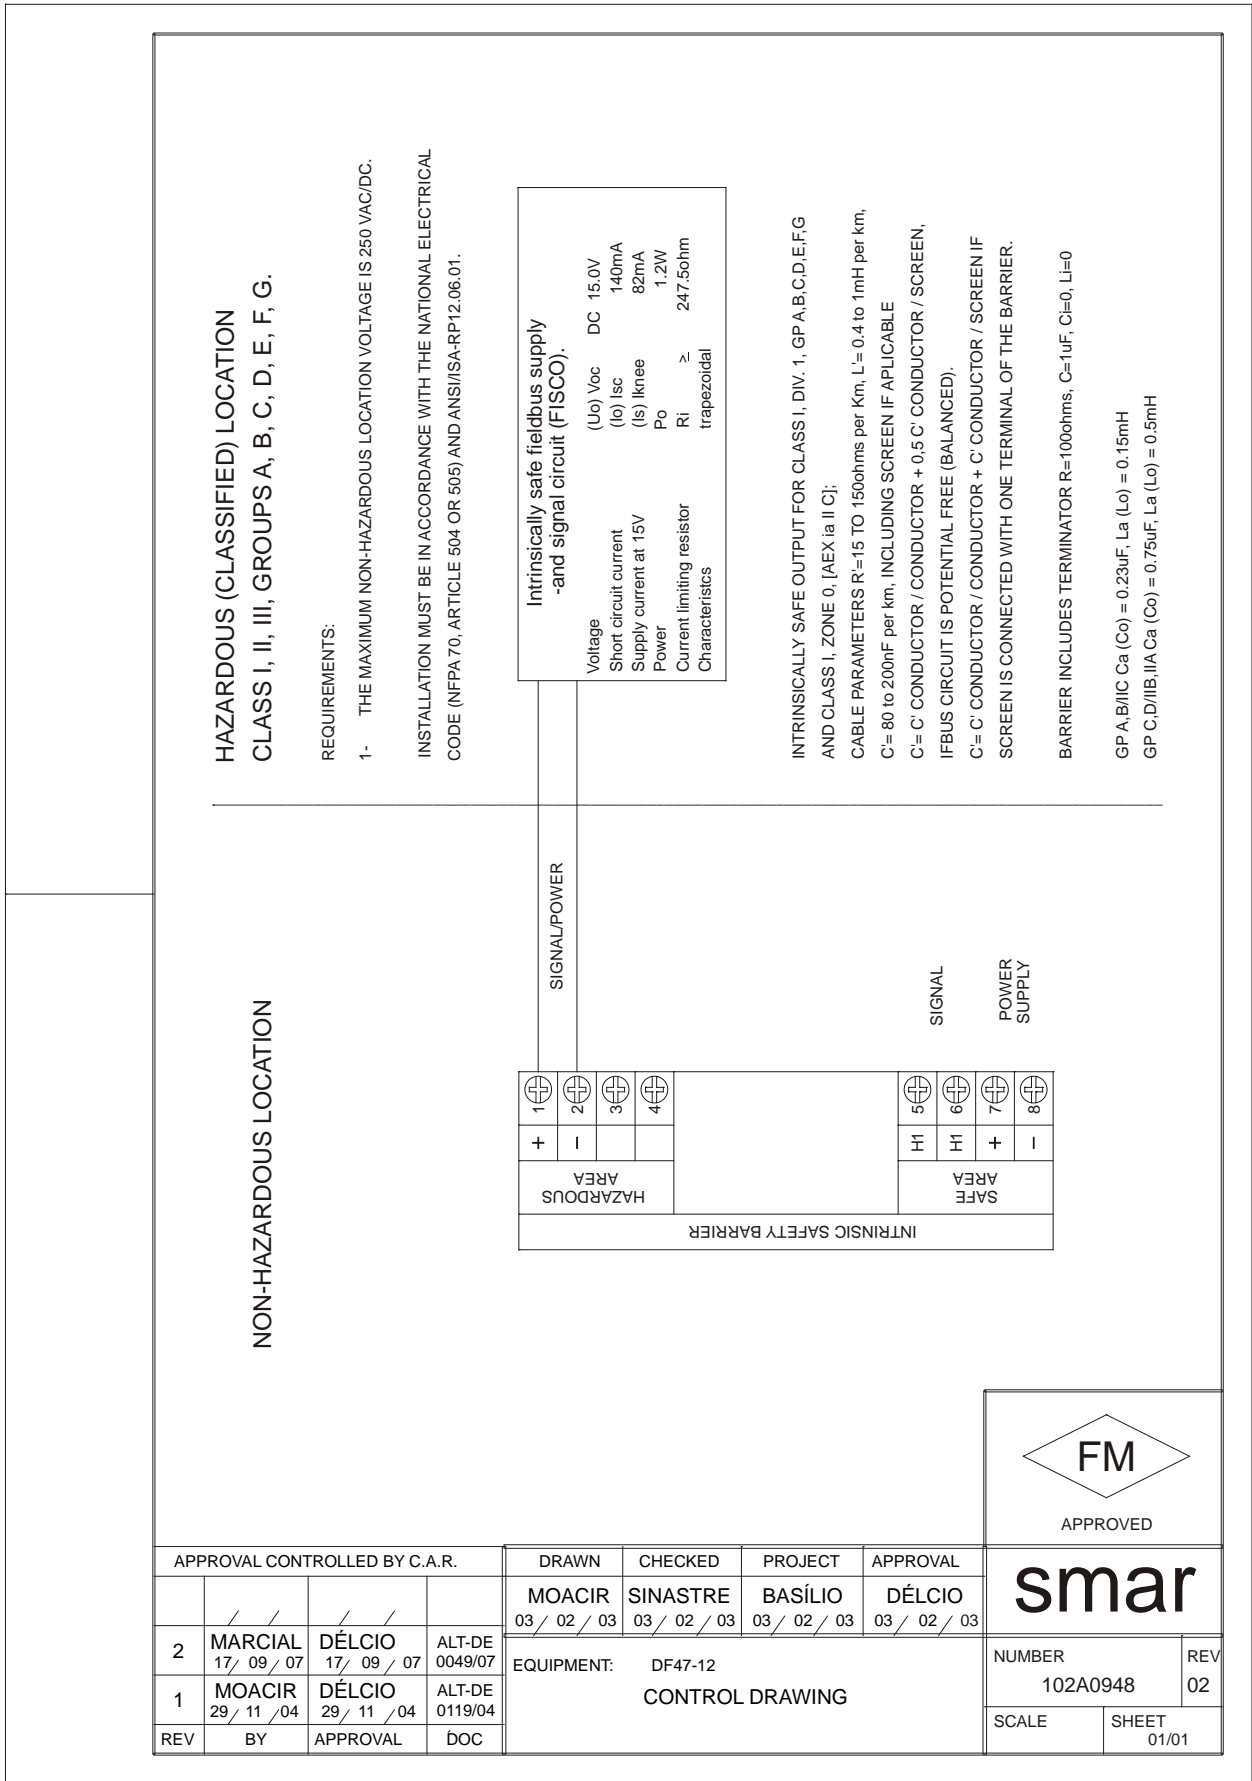 NON-HAZARDOUS LOCATION
HAZARDOUS (CLASSIFIED) LOCATION
CLASS I, II, III, GROUPS A, B, C, D, E, F, G.
REQUIREMENTS:
1- THE MAXIMUM NON-HAZARDOUS LOCATION VOLTAGE IS 250 VAC/DC.
INSTALLATION MUST BE IN ACCORDANCE WITH THE NATIONAL ELECTRICAL
CODE (NFPA 70, ARTICLE 504 OR 505) AND ANSI/ISA-RP12.06.01.
Intrinsically safe fieldbus supply
-and signal circuit (FISCO).
Voltage (Uo) Voc DC 15.0V
Short circuit current (Io) Isc 140mA
Supply current at 15V (Is) Iknee 82mA
Power Po 1.2W
Current limiting resistor Ri ≥ 247.5ohm
Characteristcs trapezoidal
SIGNAL/POWER
INTRINSICALLY SAFE OUTPUT FOR CLASS I, DIV. 1, GP A,B,C,D,E,F,G
AND CLASS I, ZONE 0, [AEX ia II C];
CABLE PARAMETERS R'=15 TO 150ohms per Km, L'= 0.4 to 1mH per km,
C'= 80 to 200nF per km, INCLUDING SCREEN IF APLICABLE
C'= C' CONDUCTOR / CONDUCTOR + 0,5 C' CONDUCTOR / SCREEN,
IFBUS CIRCUIT IS POTENTIAL FREE (BALANCED).
C'= C' CONDUCTOR / CONDUCTOR + C' CONDUCTOR / SCREEN IF
SCREEN IS CONNECTED WITH ONE TERMINAL OF THE BARRIER.
BARRIER INCLUDES TERMINATOR R=100ohms, C=1uF, Ci=0, Li=0
GP A,B/IIC Ca (Co) = 0.23uF, La (Lo) = 0.15mH
GP C,D/IIB,IIA Ca (Co) = 0.75uF, La (Lo) = 0.5mH
INTRINSIC SAFETY BARRIER
HAZARDOUS
AREA
+ 1
− 2
3
4
SAFE
AREA
H1 5
H1 6
+ 7
− 8
SIGNAL
POWER
SUPPLY
FM
APPROVED
APPROVAL CONTROLLED BY C.A.R.
/ / / /
2 MARCIAL DÉLCIO ALT-DE
17/ 09 / 07 17/ 09 / 07 0049/07
1 MOACIR DÉLCIO ALT-DE
29/ 11 /04 29/ 11 /04 0119/04
REV BY APPROVAL DOC
DRAWN CHECKED PROJECT APPROVAL
MOACIR SINASTRE BASÍLIO DÉLCIO
03 / 02 / 03 03 / 02 / 03 03 / 02 / 03 03 / 02 / 03
EQUIPMENT: DF47-12
CONTROL DRAWING
smar
NUMBER REV
102A0948 02
SCALE SHEET
01/01